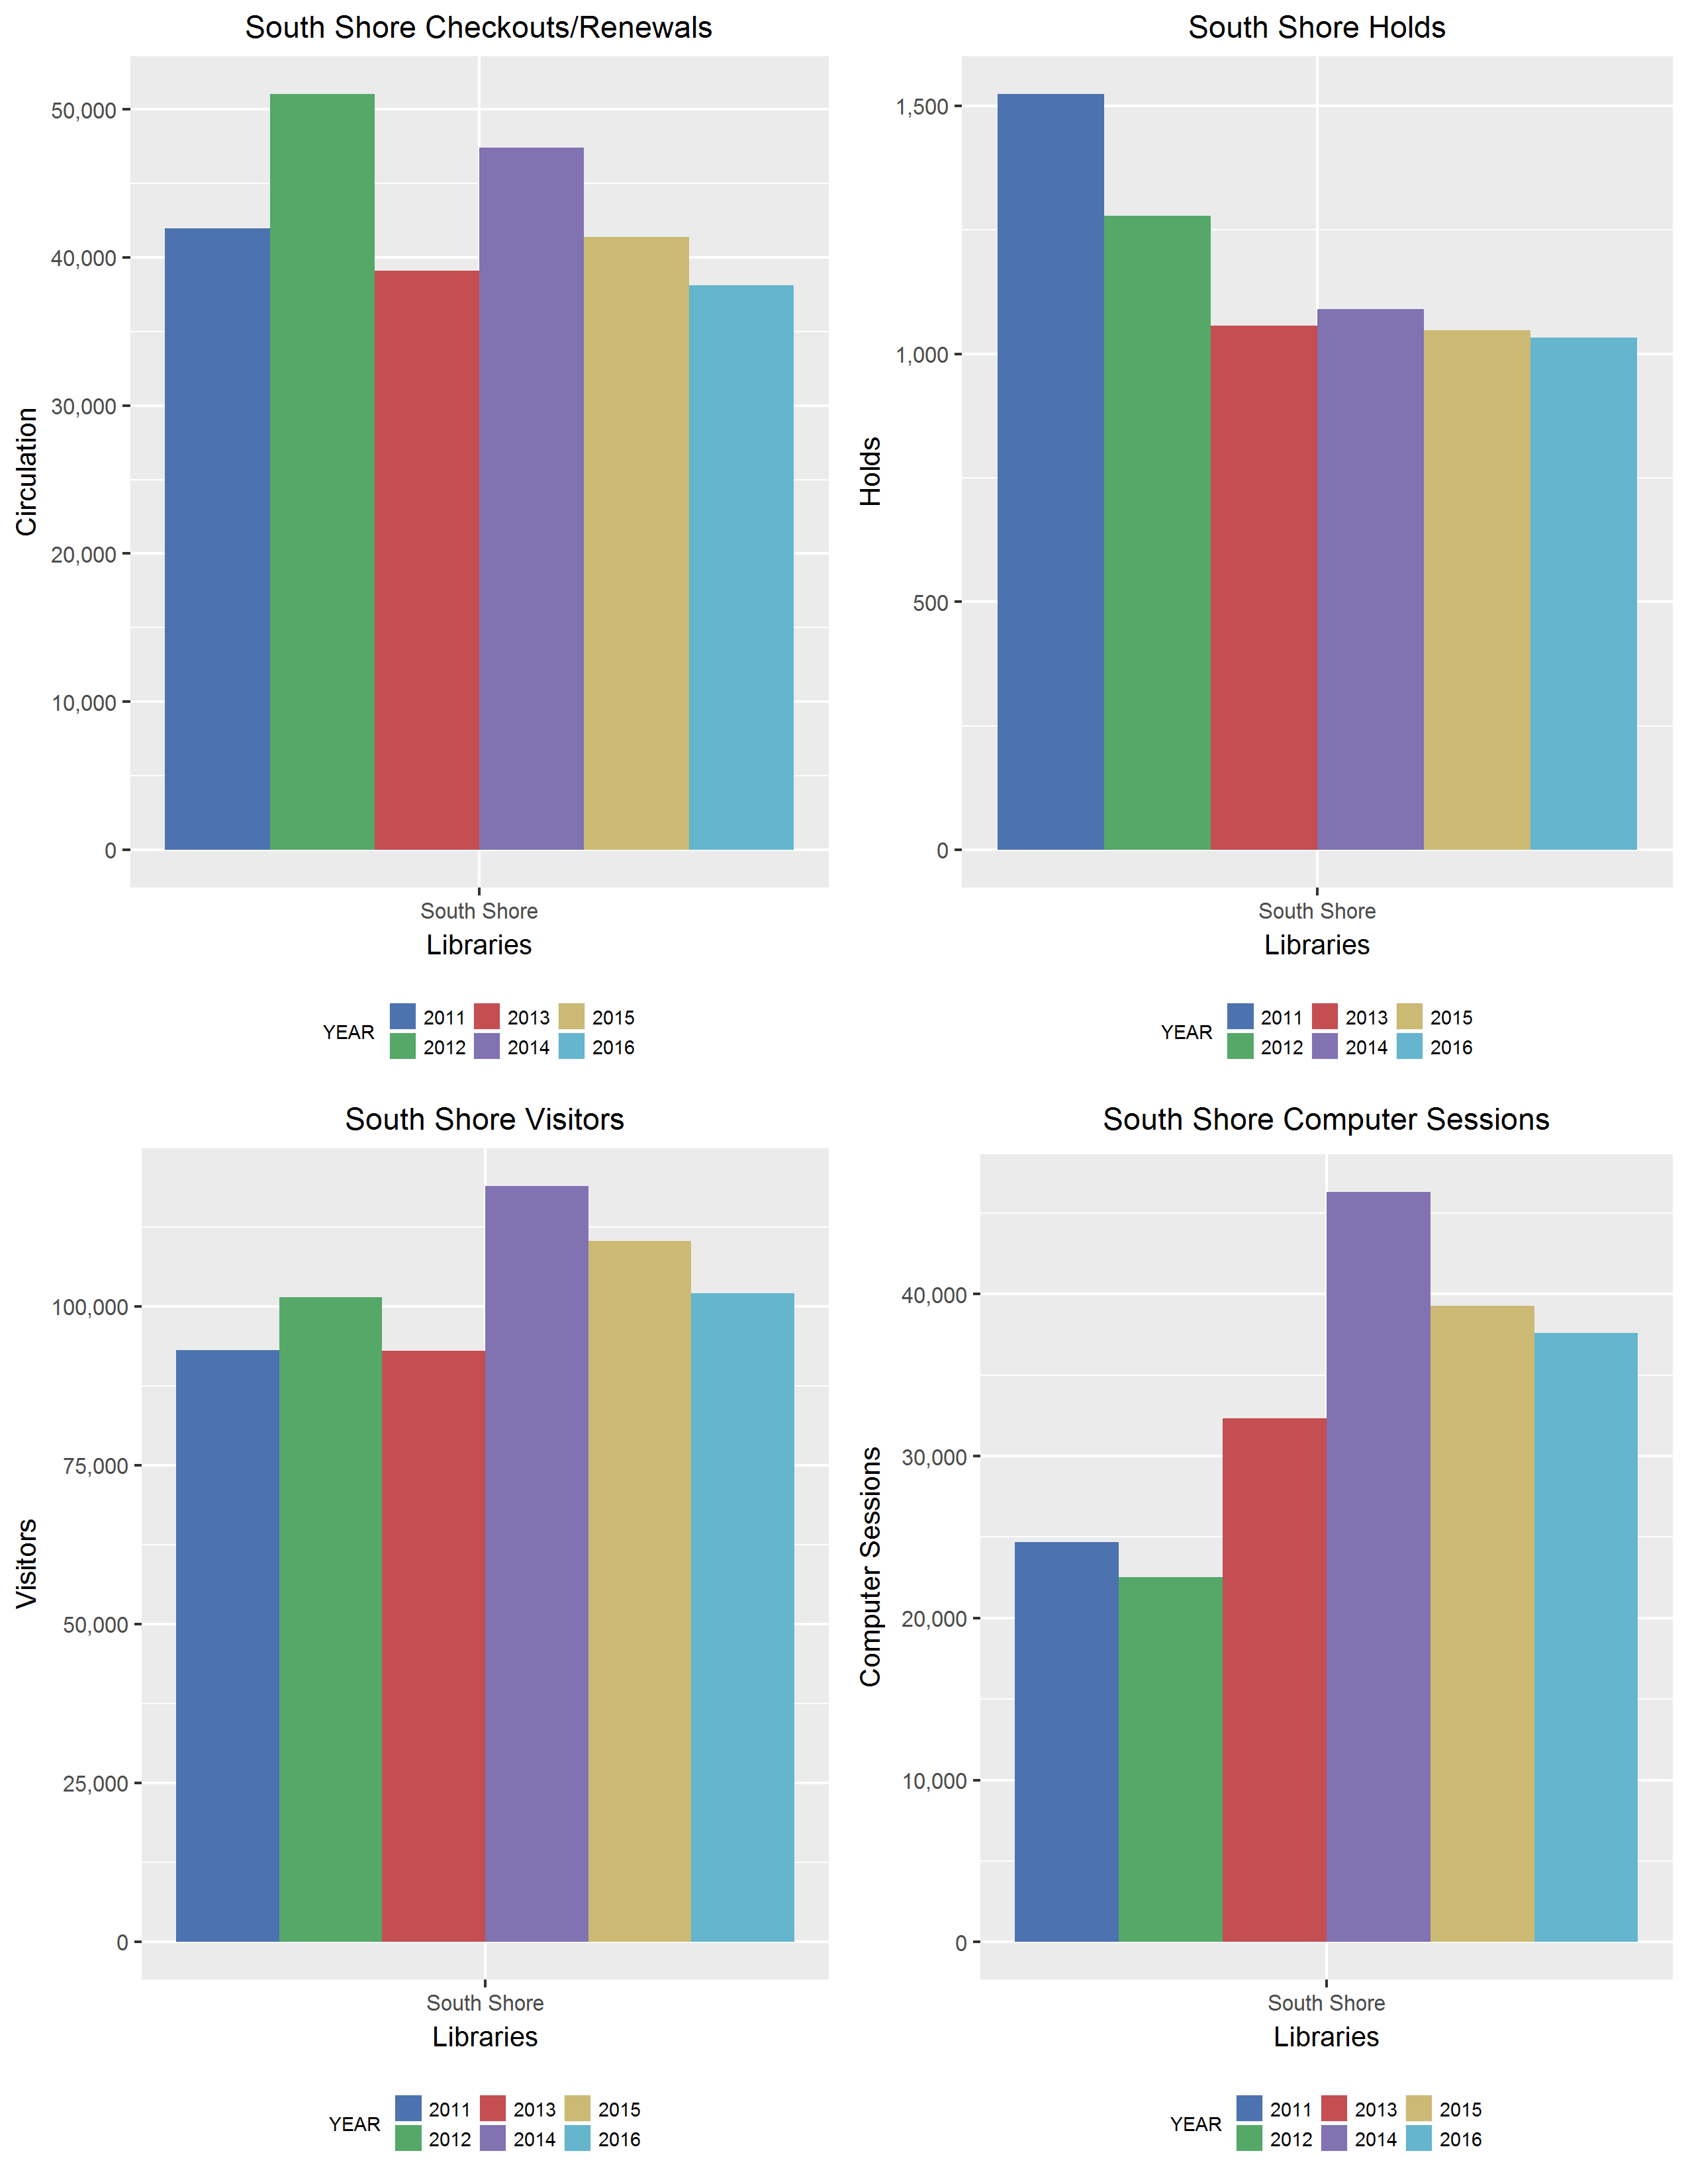 South Shore Checkouts/Renewals
Circulation
50,000
40,000
30,000
20,000
10,000
0
South Shore
Libraries
YEAR
2011 2013 2015
2012 2014 2016
South Shore Holds
Holds
1,500
1,000
500
0
South Shore
Libraries
YEAR
2011 2013 2015
2012 2014 2016
South Shore Visitors
Visitors
100,000
75,000
50,000
25,000
0
South Shore
Libraries
YEAR
2011 2013 2015
2012 2014 2016
South Shore Computer Sessions
Computer Sessions
40,000
30,000
20,000
10,000
0
South Shore
Libraries
YEAR
2011 2013 2015
2012 2014 2016